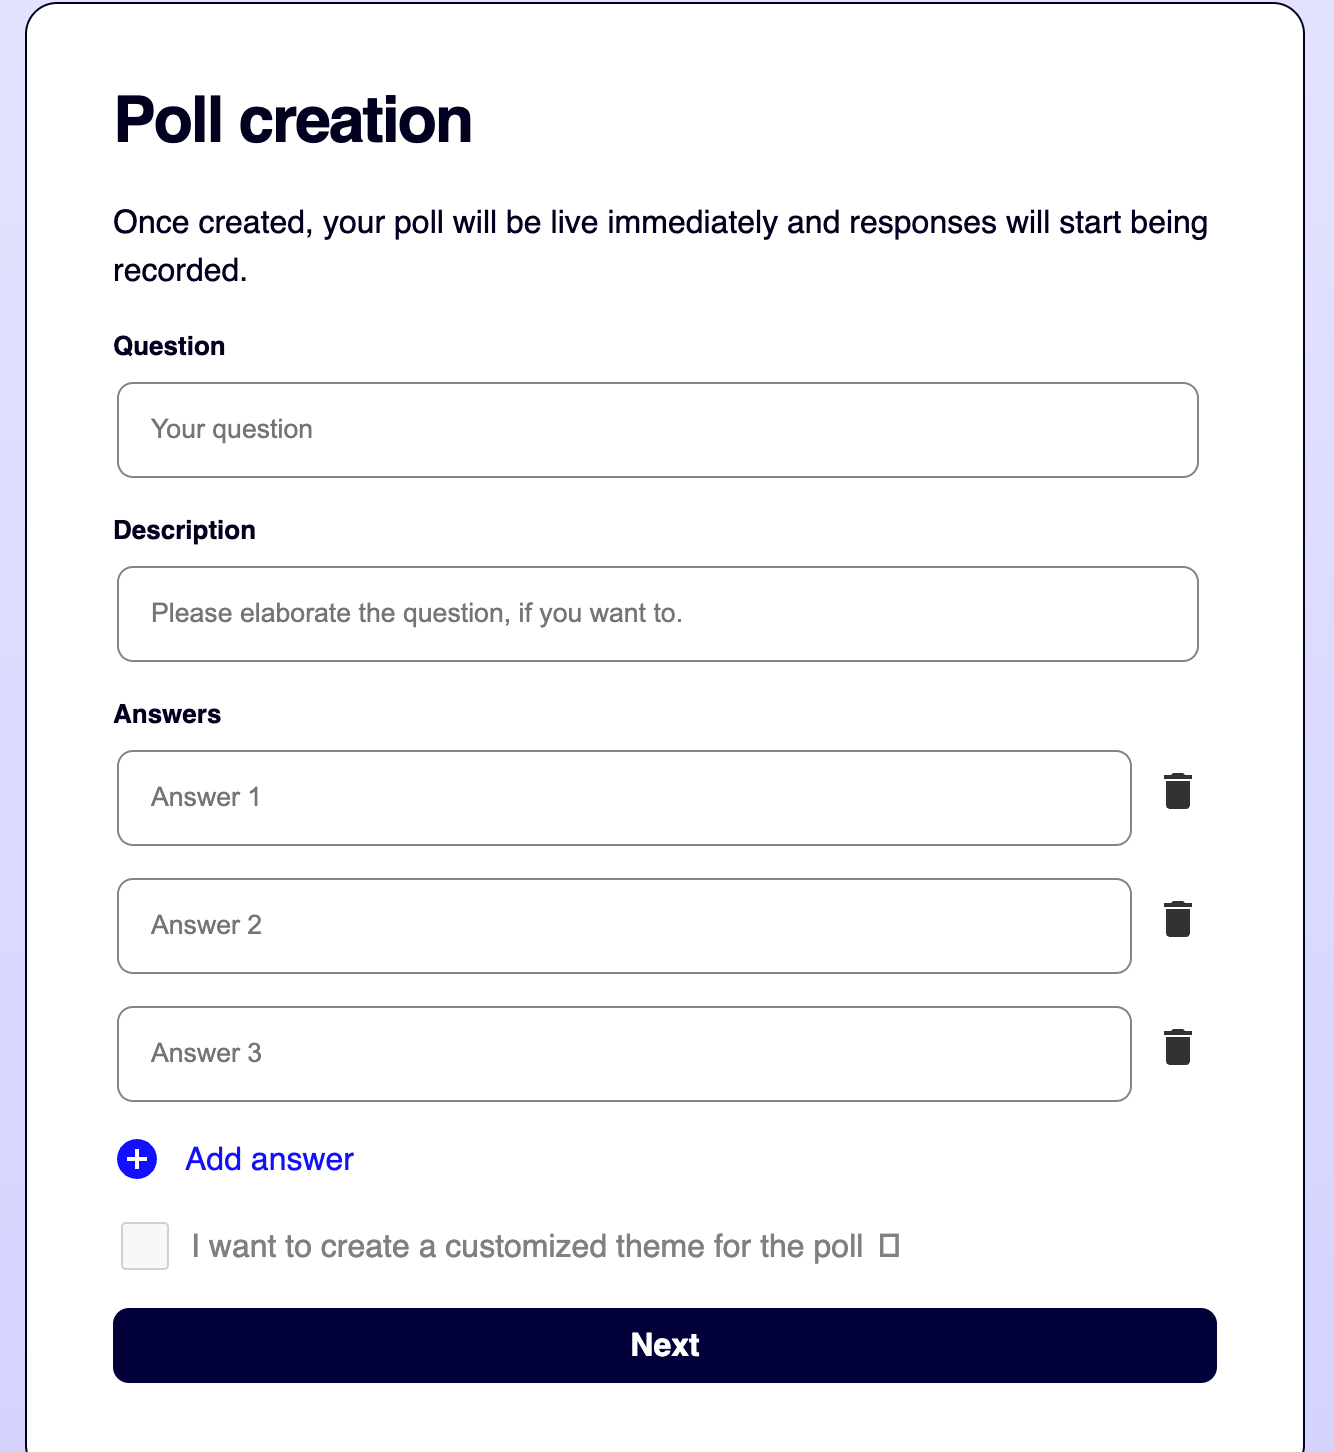 Poll creation
Once created, your poll will be live immediately and responses will start being
recorded.
Question
Your question
Description
Please elaborate the question, if you want to.
Answers
Answer 1
Answer 2
Answer 3
Add answer
I want to create a customized theme for the poll
Next